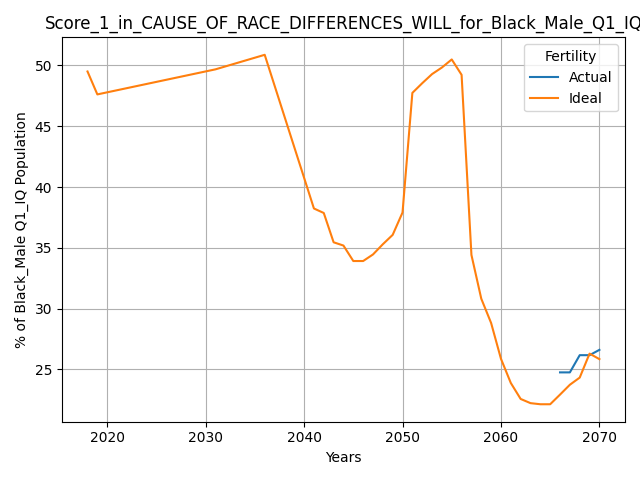 Score_1_in_CAUSE_OF_RACE_DIFFERENCES_WILL_for_Black_Male_Q1_IQ
Fertility
Actual
Ideal
% of Black_Male Q1_IQ Population
50
45
40
35
30
25
2020 2030 2040 2050 2060 2070
Years